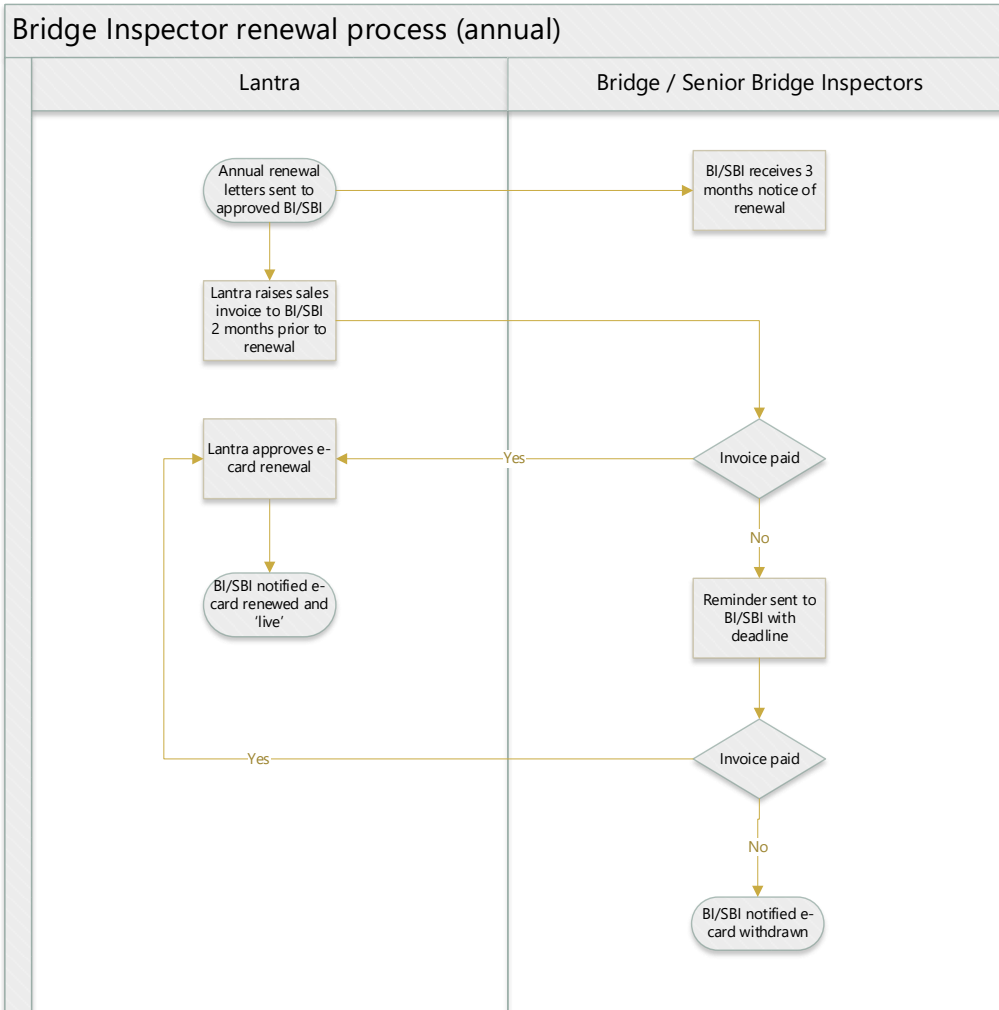 Bridge Inspector renewal process (annual)
Lantra
Bridge / Senior Bridge Inspectors
Annual renewal
letters sent to
approved BI/SBI
BI/SBI receives 3
months notice of
renewal
Lantra raises sales
invoice to BI/SBI
2 months prior to
renewal
Lantra approves e-
card renewal
Yes
Invoice paid
No
BI/SBI notified e-
card renewed and
‘live’
Reminder sent to
BI/SBI with
deadline
Yes
Invoice paid
No
BI/SBI notified e-
card withdrawn